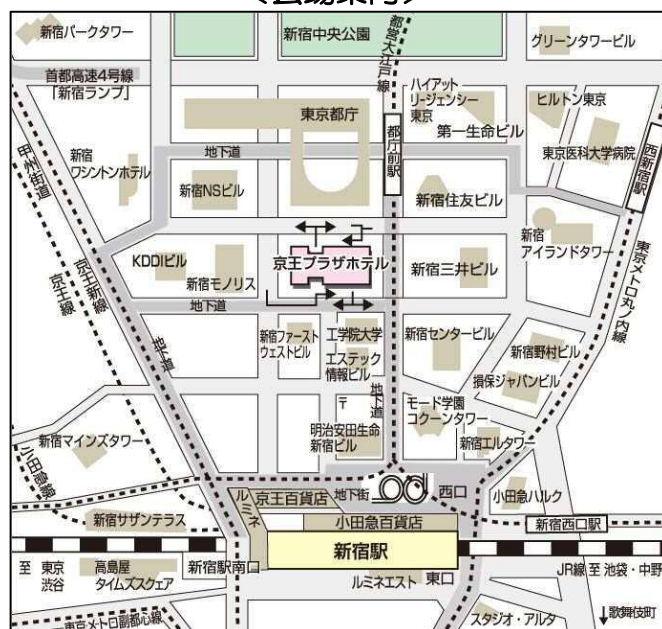 <会場案内>
新宿パークタワー
新宿中央公園
都営大江戸線
グリーンタワービル
首都高速4号線
「新宿ランプ」
ハイアット
リージェンシー
東京
ヒルトン東京
東京都庁
第一生命ビル
都庁前駅
東京医科大学病院
西新宿駅
甲州街道
新宿
ワシントンホテル
地下道
新宿NSビル
新宿住友ビル
京王新線
京王線
KDDIビル
新宿モノリス
京王プラザホテル
新宿三井ビル
新宿
アイランドタワー
東京メトロ丸ノ内線
地下道
地下道
新宿ファースト
ウェストビル
工学院大学
エステック
情報ビル
新宿センタービル
新宿野村ビル
損保ジャパンビル
地下道
〒
明治安田生命
新宿ビル
モード学園
コクーンタワー
新宿エルタワー
新宿マインズタワー
小田急線
ルミネ
京王百貨店
地下街
西口
小田急ハルク
新宿サザンテラス
小田急百貨店
新宿西口駅
新宿駅
至 東京
渋谷
高島屋
タイムズスクェア
新宿駅南口
ルミネエスト
東口
JR線 至 池袋・中野
東京メトロ副都心線
スタジオ・アルタ
↓歌舞伎町